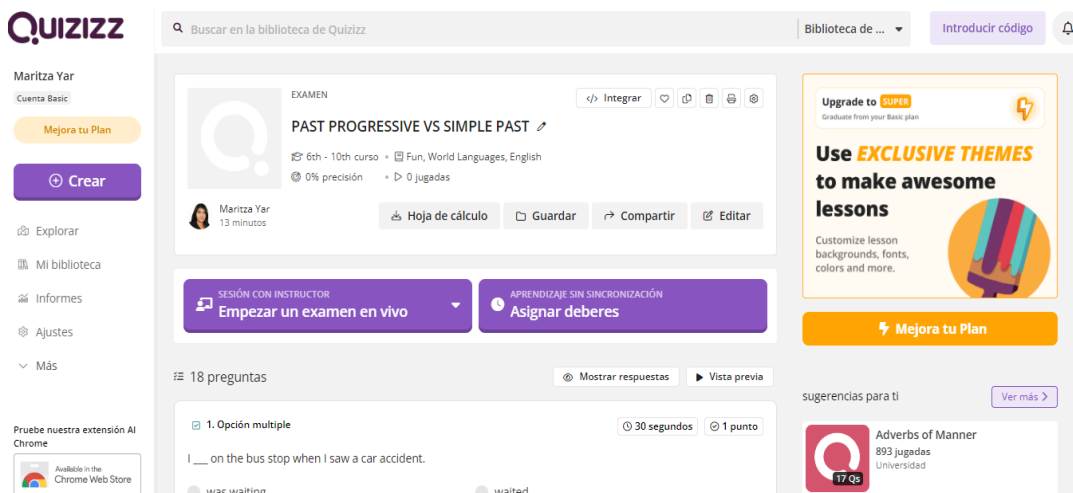 QUIZIZZ
Buscar en la biblioteca de Quizizz
Biblioteca de ...
Introducir código
Maritza Yar
Cuenta Basic
Mejora tu Plan
Crear
Explorar
Mi biblioteca
Informes
Ajustes
Más
Pruebe nuestra extensión AI
Chrome
Available in the
Chrome Web Store
EXAMEN
</> Integrar
PAST PROGRESSIVE VS SIMPLE PAST
6th - 10th curso • Fun, World Languages, English
0% precisión • 0 jugadas
Maritza Yar
13 minutos
Hoja de cálculo
Guardar
Compartir
Editar
SESIÓN CON INSTRUCTOR
Empezar un examen en vivo
APRENDIZAJE SIN SINCRONIZACIÓN
Asignar deberes
18 preguntas
Mostrar respuestas
Vista previa
1. Opción multiple
30 segundos
1 punto
I __ on the bus stop when I saw a car accident.
was waiting
waited
Upgrade to SUPER
Graduate from your Basic plan
Use EXCLUSIVE THEMES
to make awesome
lessons
Customize lesson
backgrounds, fonts,
colors and more.
Mejora tu Plan
sugerencias para ti
Ver más >
17 Qs
Adverbs of Manner
893 jugadas
Universidad